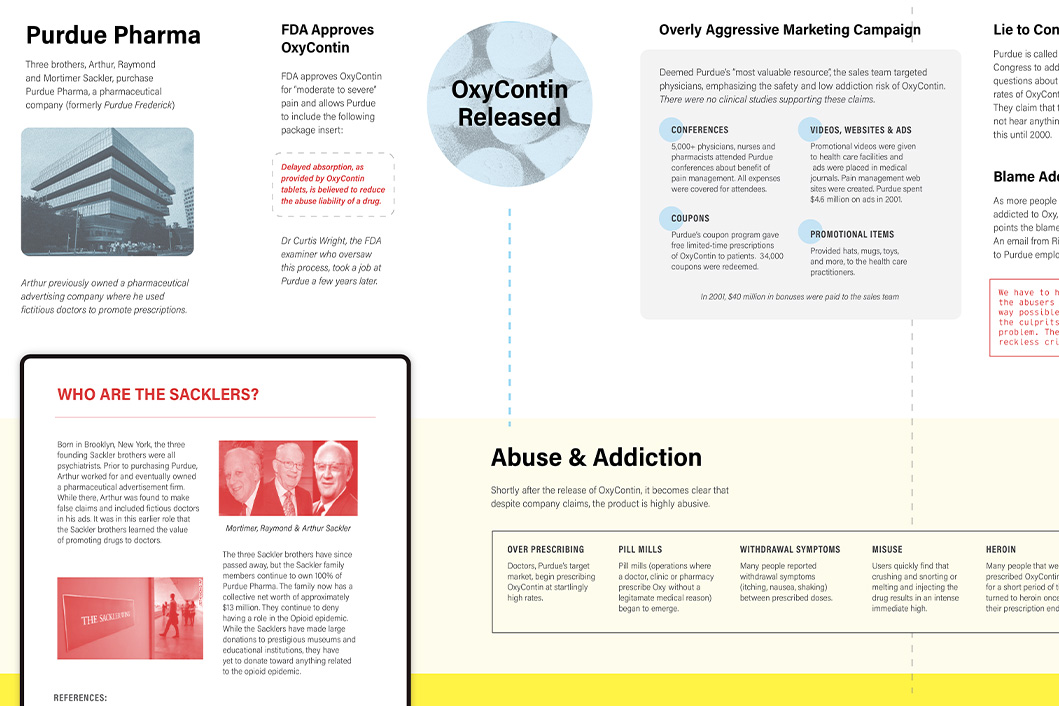 Purdue Pharma
Three brothers, Arthur, Raymond
and Mortimer Sackler, purchase
Purdue Pharma, a pharmaceutical
company (formerly Purdue Frederick)
Arthur previously owned a pharmaceutical
advertising company where he used
fictitious doctors to promote prescriptions.
FDA Approves
OxyContin
FDA approves OxyContin
for “moderate to severe”
pain and allows Purdue
to include the following
package insert:
Delayed absorption, as
provided by OxyContin
tablets, is believed to reduce
the abuse liability of a drug.
Dr Curtis Wright, the FDA
examiner who oversaw
this process, took a job at
Purdue a few years later.
OxyContin
Released
Overly Aggressive Marketing Campaign
Deemed Purdue's “most valuable resource”, the sales team targeted
physicians, emphasizing the safety and low addiction risk of OxyContin.
There were no clinical studies supporting these claims.
CONFERENCES
5,000+ physicians, nurses and
pharmacists attended Purdue
conferences about benefit of
pain management. All expenses
were covered for attendees.
COUPONS
Purdue's coupon program gave
free limited-time prescriptions
of OxyContin to patients. 34,000
coupons were redeemed.
VIDEOS, WEBSITES & ADS
Promotional videos were given
to health care facilities and
ads were placed in medical
journals. Pain management web
sites were created. Purdue spent
$4.6 million on ads in 2001.
PROMOTIONAL ITEMS
Provided hats, mugs, toys,
and more, to the health care
practitioners.
In 2001, $40 million in bonuses were paid to the sales team
Lie to Con
Purdue is called
Congress to add
questions about
rates of OxyCont
They claim that t
not hear anythin
this until 2000.
Blame Add
As more people
addicted to Oxy,
points the blame
An email from Ri
to Purdue emplo
We have to h
the abusers
way possible
the culprits
problem. The
reckless cri
WHO ARE THE SACKLERS?
Born in Brooklyn, New York, the three
founding Sackler brothers were all
psychiatrists. Prior to purchasing Purdue,
Arthur worked for and eventually owned
a pharmaceutical advertisement firm.
While there, Arthur was found to make
false claims and included fictious doctors
in his ads. It was in this earlier role that
the Sackler brothers learned the value
of promoting drugs to doctors.
THE SACKLER WING
Mortimer, Raymond & Arthur Sackler
The three Sackler brothers have since
passed away, but the Sackler family
members continue to own 100% of
Purdue Pharma. The family now has a
collective net worth of approximately
$13 million. They continue to deny
having a role in the Opioid epidemic.
While the Sacklers have made large
donations to prestigious museums and
educational institutions, they have
yet to donate toward anything related
to the opioid epidemic.
REFERENCES:
Abuse & Addiction
Shortly after the release of OxyContin, it becomes clear that
despite company claims, the product is highly abusive.
OVER PRESCRIBING
Doctors, Purdue's target
market, begin prescribing
OxyContin at startlingly
high rates.
PILL MILLS
Pill mills (operations where
a doctor, clinic or pharmacy
prescribe Oxy without a
legitamate medical reason)
began to emerge.
WITHDRAWAL SYMPTOMS
Many people reported
withdrawal symptoms
(itching, nausea, shaking)
between prescribed doses.
MISUSE
Users quickly find that
crushing and snorting or
melting and injecting the
drug results in an intense
immediate high.
HEROIN
Many people that we
prescribed OxyContin
for a short period of t
turned to heroin once
their prescription end